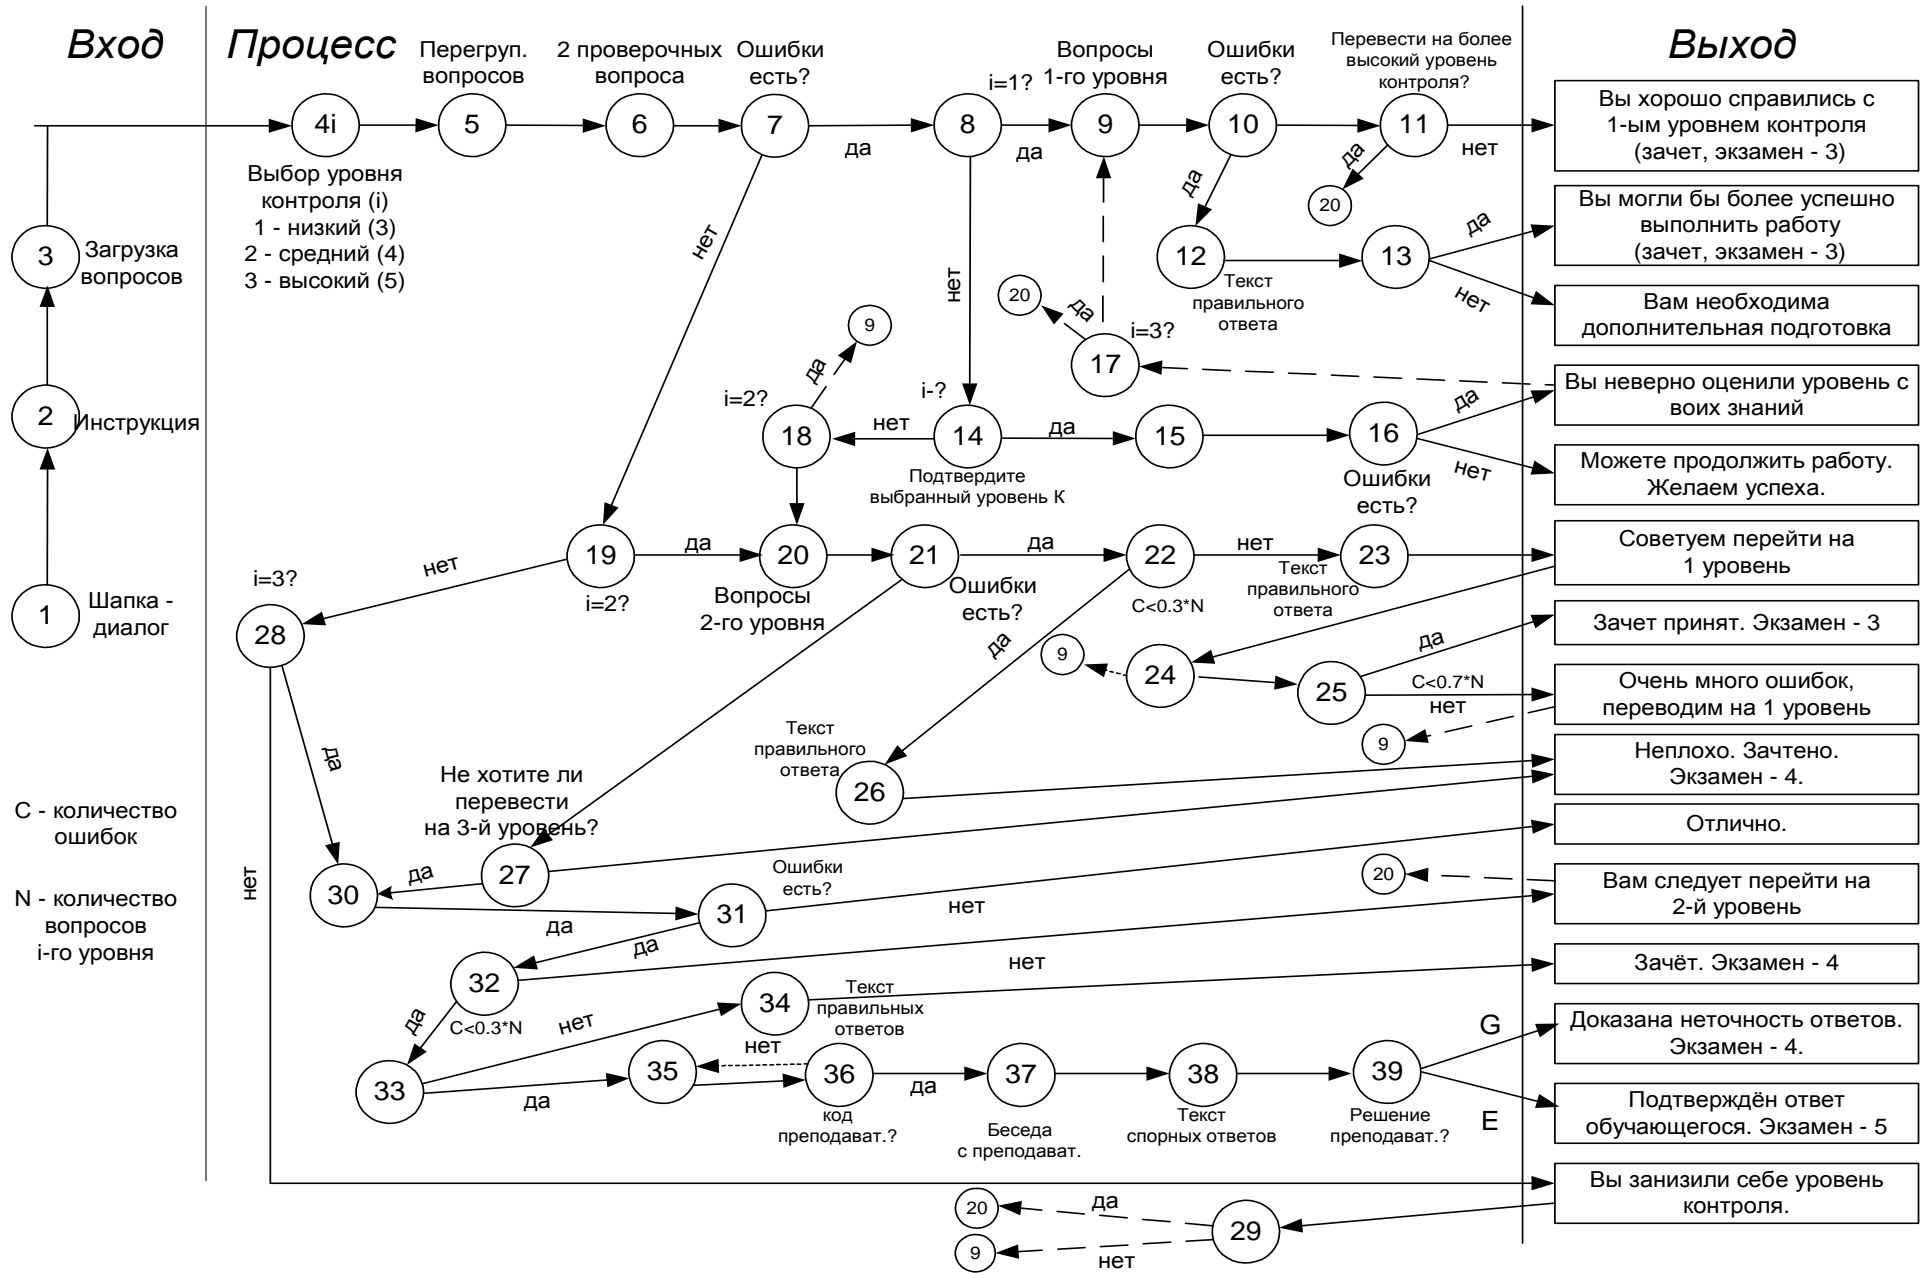 Вход
Процесс
Выход
Перегруп.
вопросов
2 проверочных
вопроса
Ошибки
есть?
i=1?
Вопросы
1-го уровня
Ошибки
есть?
Перевести на более
высокий уровень
контроля?
4i
5
6
7
да
8
да
9
10
11
нет
Вы хорошо справились с
1-ым уровнем контроля
(зачет, экзамен - 3)
Выбор уровня
контроля (i)
1 - низкий (3)
2 - средний (4)
3 - высокий (5)
да
20
да
нет
нет
3
Загрузка
вопросов
12
Текст
правильного
ответа
13
да
нет
Вы могли бы более успешно
выполнить работу
(зачет, экзамен - 3)
Вам необходима
дополнительная подготовка
20
да
i=3?
17
9
да
i=2?
18
нет
i-?
14
Подтвердите
выбранный уровень К
да
15
16
Ошибки
есть?
да
нет
Вы неверно оценили уровень с
воих знаний
Можете продолжить работу.
Желаем успеха.
2
Инструкция
1
Шапка -
диалог
i=3?
28
нет
19
i=2?
да
20
Вопросы
2-го уровня
21
Ошибки
есть?
да
22
C<0.3*N
нет
Текст
правильного
ответа
23
Советуем перейти на
1 уровень
да
9
24
25
да
C<0.7*N
нет
9
Зачет принят. Экзамен - 3
Очень много ошибок,
переводим на 1 уровень
Текст
правильного
ответа
26
Неплохо. Зачтено.
Экзамен - 4.
С - количество
ошибок
N - количество
вопросов
i-го уровня
да
нет
Не хотите ли
перевести
на 3-й уровень?
27
да
30
да
Ошибки
есть?
31
нет
Отлично.
20
Вам следует перейти на
2-й уровень
да
32
C<0.3*N
нет
да
33
нет
34
Текст
правильных
ответов
Зачёт. Экзамен - 4
да
35
нет
36
код
преподават.?
да
37
Беседа
с преподават.
38
Текст
спорных ответов
39
Решение
преподават.?
G
E
Доказана неточность ответов.
Экзамен - 4.
Подтверждён ответ
обучающегося. Экзамен - 5
Вы занизили себе уровень
контроля.
20
да
29
9
нет